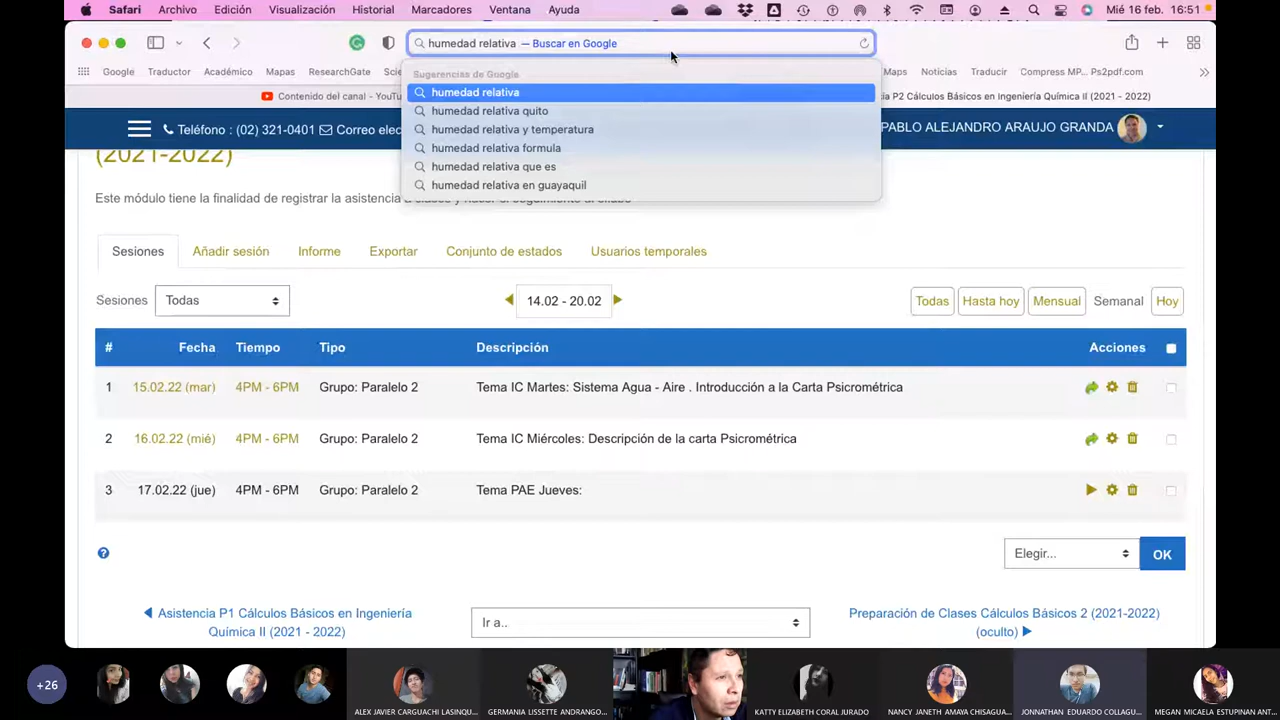 Safari Archivo Edición Visualización Historial Marcadores Ventana Ayuda Mié 16 feb. 16:51
humedad relativa — Buscar en Google
Google Traductor Académico Mapas ResearchGate Maps Noticias Traducir Compress MP... Ps2pdf.com
Sugerencias de Google
humedad relativa
humedad relativa quito
humedad relativa y temperatura
humedad relativa formula
humedad relativa que es
humedad relativa en guayaquil
Contenido del canal - YouTu P2 Cálculos Básicos en Ingeniería Química II (2021 - 2022)
Teléfono : (02) 321-0401 Correo elec PABLO ALEJANDRO ARAUJO GRANDA
(2021-2022)
Este módulo tiene la finalidad de registrar la asistencia a clases y hacer el seguimiento al sílabo
Sesiones Añadir sesión Informe Exportar Conjunto de estados Usuarios temporales
Sesiones Todas 14.02 - 20.02 Todas Hasta hoy Mensual Semanal Hoy
# Fecha Tiempo Tipo Descripción Acciones
1 15.02.22 (mar) 4PM - 6PM Grupo: Paralelo 2 Tema IC Martes: Sistema Agua - Aire . Introducción a la Carta Psicrométrica
2 16.02.22 (mié) 4PM - 6PM Grupo: Paralelo 2 Tema IC Miércoles: Descripción de la carta Psicrométrica
3 17.02.22 (jue) 4PM - 6PM Grupo: Paralelo 2 Tema PAE Jueves:
Elegir... OK
Asistencia P1 Cálculos Básicos en Ingeniería
Química II (2021 - 2022)
Ir a..
Preparación de Clases Cálculos Básicos 2 (2021-2022)
(oculto)
+26
ALEX JAVIER CARGUACHI LASINQU... GERMANIA LISSETTE ANDRANGO... KATTY ELIZABETH CORAL JURADO NANCY JANETH AMAYA CHISAGUA... JONNATHAN EDUARDO COLLAGU... MEGAN MICAELA ESTUPINAN ANT...